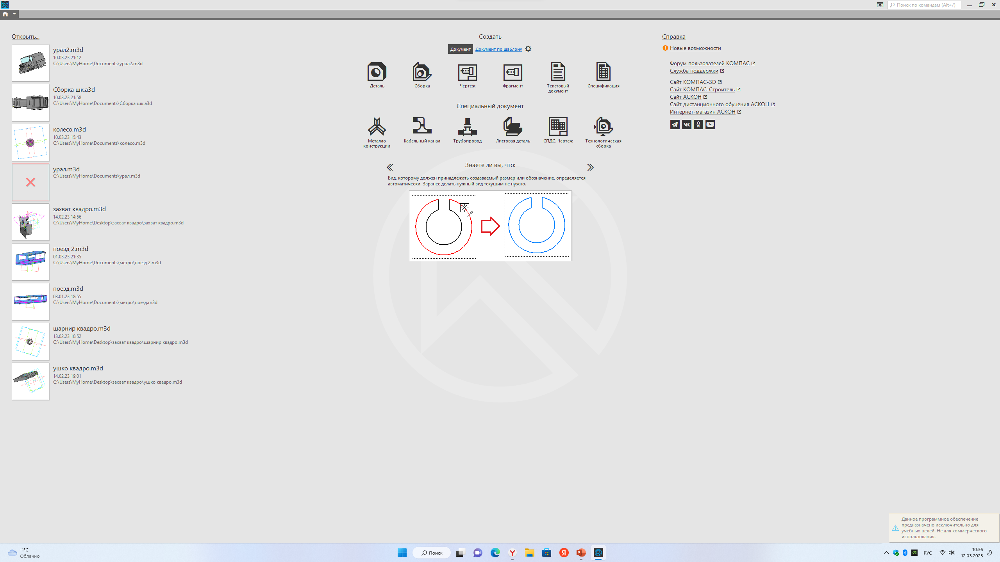 Поиск по командам (Alt+/)
Открыть...
урал2.m3d
10.03.23 21:12
C:\Users\MyHome\Documents\урал2.m3d
Сборка шк.a3d
10.03.23 21:58
C:\Users\MyHome\Documents\Сборка шк.a3d
колесо.m3d
10.03.23 15:43
C:\Users\MyHome\Documents\колесо.m3d
урал.m3d
C:\Users\MyHome\Documents\урал.m3d
захват квадро.m3d
14.02.23 14:56
C:\Users\MyHome\Desktop\захват квадро\захват квадро.m3d
поезд 2.m3d
01.03.23 21:35
C:\Users\MyHome\Documents\метро\поезд 2.m3d
поезд.m3d
03.01.23 18:55
C:\Users\MyHome\Documents\метро\поезд.m3d
шарнир квадро.m3d
13.02.23 10:52
C:\Users\MyHome\Desktop\захват квадро\шарнир квадро.m3d
ушко квадро.m3d
14.02.23 19:01
C:\Users\MyHome\Desktop\захват квадро\ушко квадро.m3d
Создать
Документ Документ по шаблону
Деталь Сборка Чертеж Фрагмент Текстовый документ Спецификация
Специальный документ
Металло конструкции Кабельный канал Трубопровод Листовая деталь СПДС. Чертеж Технологическая сборка
Знаете ли вы, что:
Вид, которому должен принадлежать создаваемый размер или обозначение, определяется
автоматически. Заранее делать нужный вид текущим не нужно.
Справка
Новые возможности
Форум пользователей КОМПАС
Служба поддержки
Сайт КОМПАС-3D
Сайт КОМПАС-Строитель
Сайт АСКОН
Сайт дистанционного обучения АСКОН
Интернет-магазин АСКОН
Данное программное обеспечение
предназначено исключительно для
учебных целей. Не для коммерческого
использования.
-1°C
Облачно
Поиск
РУС
10:36
12.03.2023